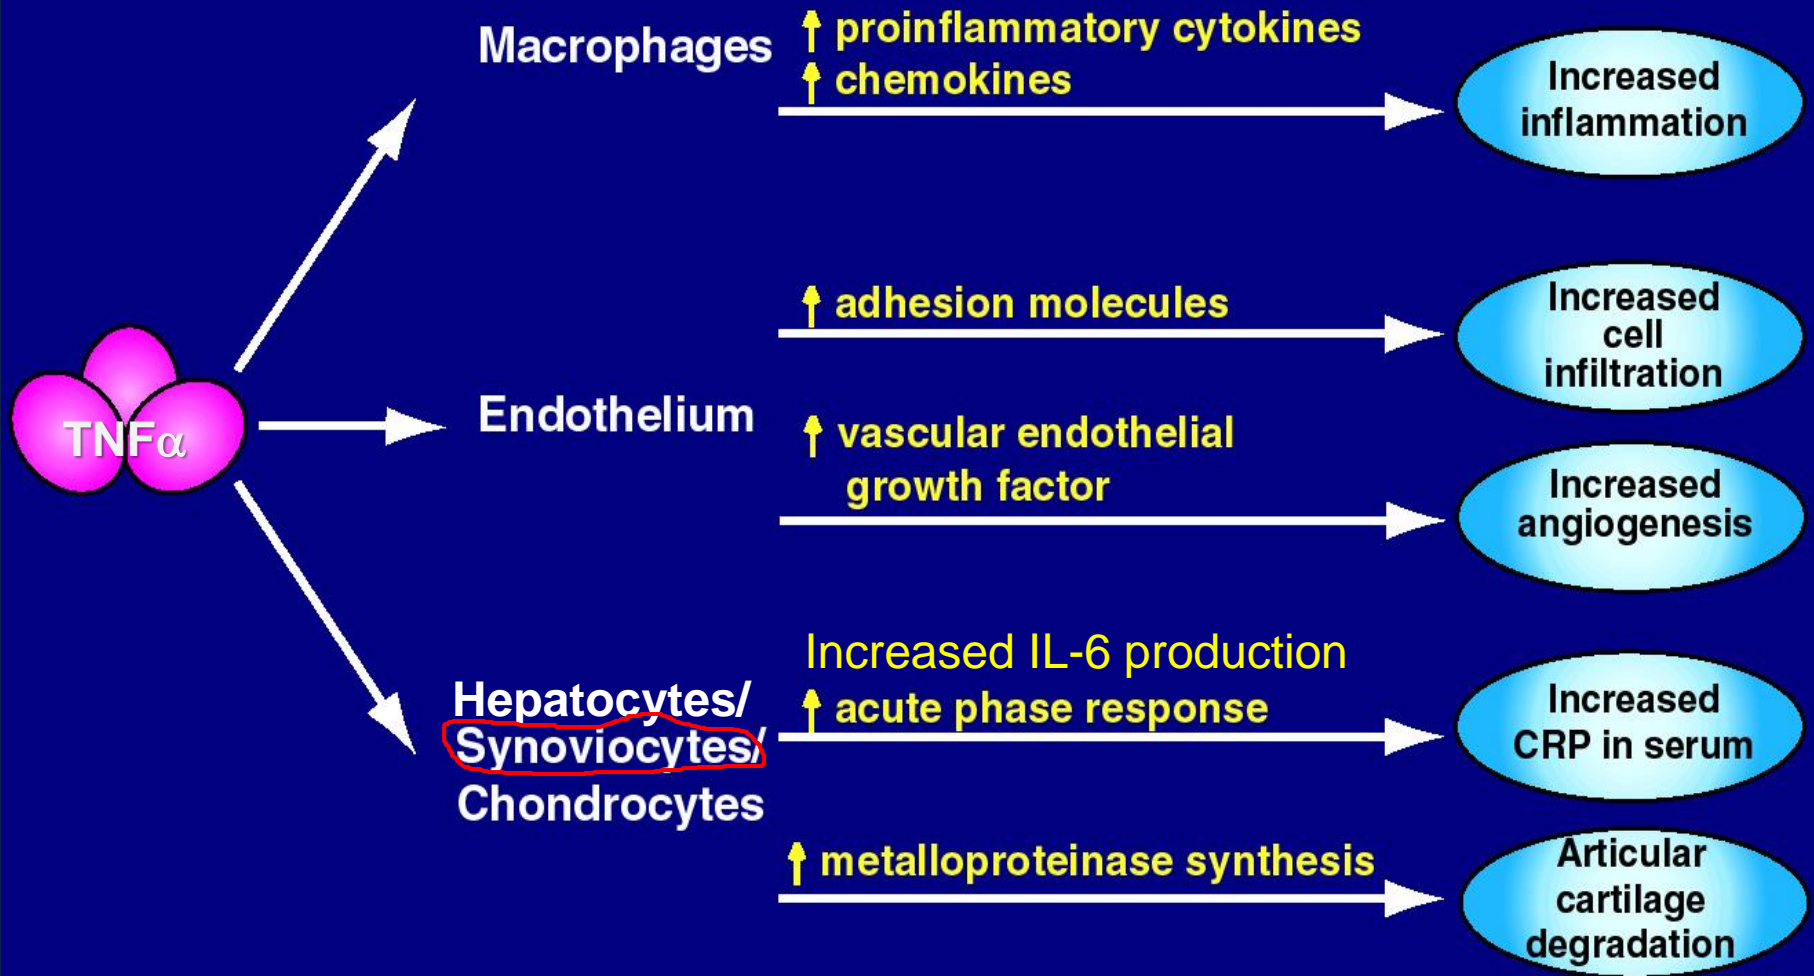 Macrophages
proinflammatory cytokines
chemokines
Increased
inflammation
adhesion molecules
Increased
cell
infiltration
TNFα
Endothelium
vascular endothelial
growth factor
Increased
angiogenesis
Increased IL-6 production
Hepatocytes/
Synoviocytes/
Chondrocytes
acute phase response
Increased
CRP in serum
metalloproteinase synthesis
Articular
cartilage
degradation